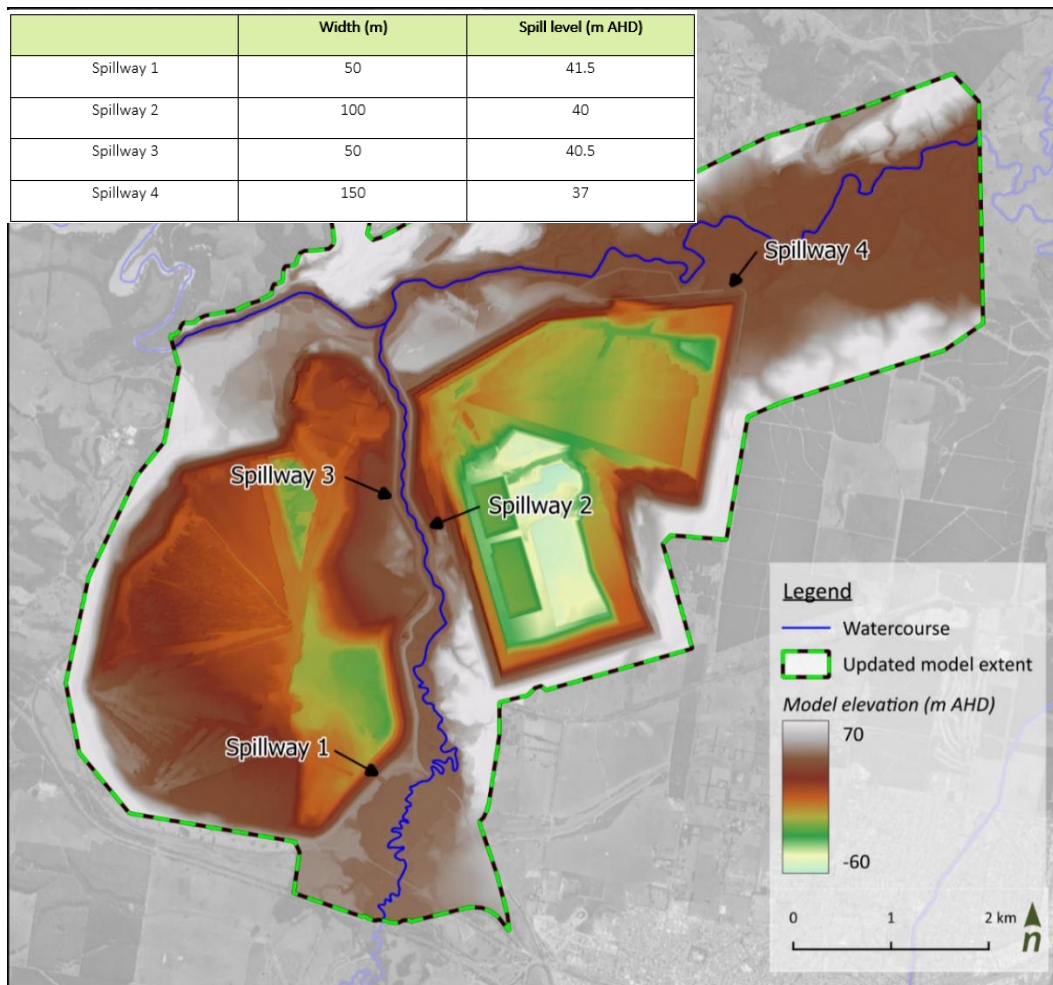 Width (m) Spill level (m AHD)
Spillway 1 50 41.5
Spillway 2 100 40
Spillway 3 50 40.5
Spillway 4 150 37
Spillway 4
Spillway 3
Spillway 2
Spillway 1
Legend
Watercourse
Updated model extent
Model elevation (m AHD)
70
-60
0 1 2 km
n